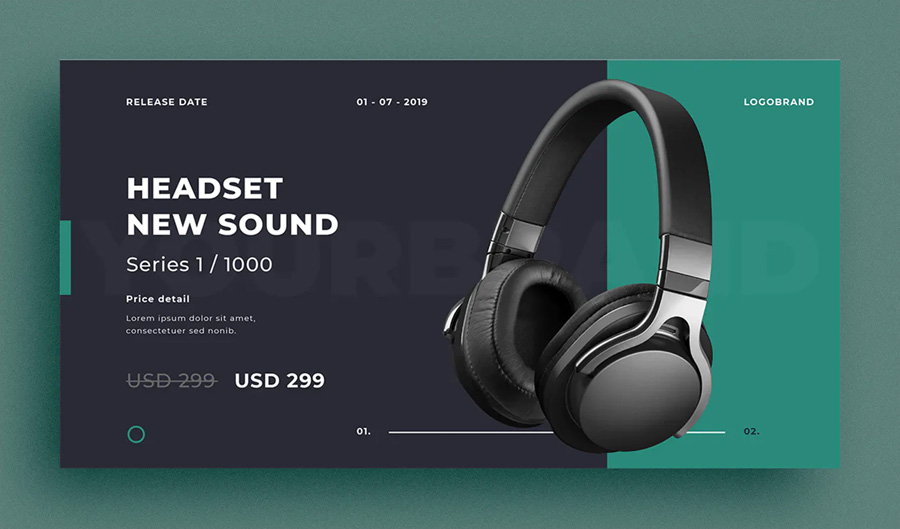 RELEASE DATE
01 - 07 - 2019
LOGOBRAND
HEADSET
NEW SOUND
YOURBRAND
Series 1 / 1000
Price detail
Lorem ipsum dolor sit amet,
consectetuer sed nonib.
USD 299 USD 299
01.
02.